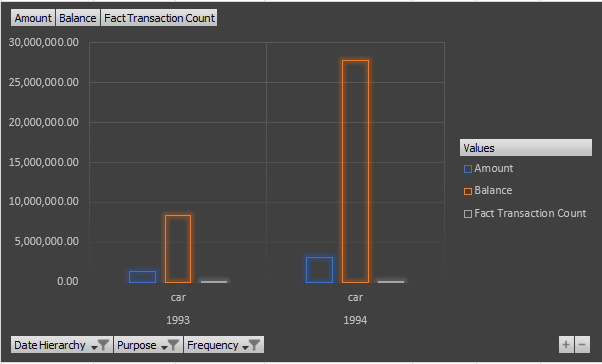 Amount Balance Fact Transaction Count
30,000,000.00
25,000,000.00
20,000,000.00
15,000,000.00
10,000,000.00
5,000,000.00
0.00
car car
1993 1994
Values
Amount
Balance
Fact Transaction Count
Date Hierarchy Purpose Frequency
+ −